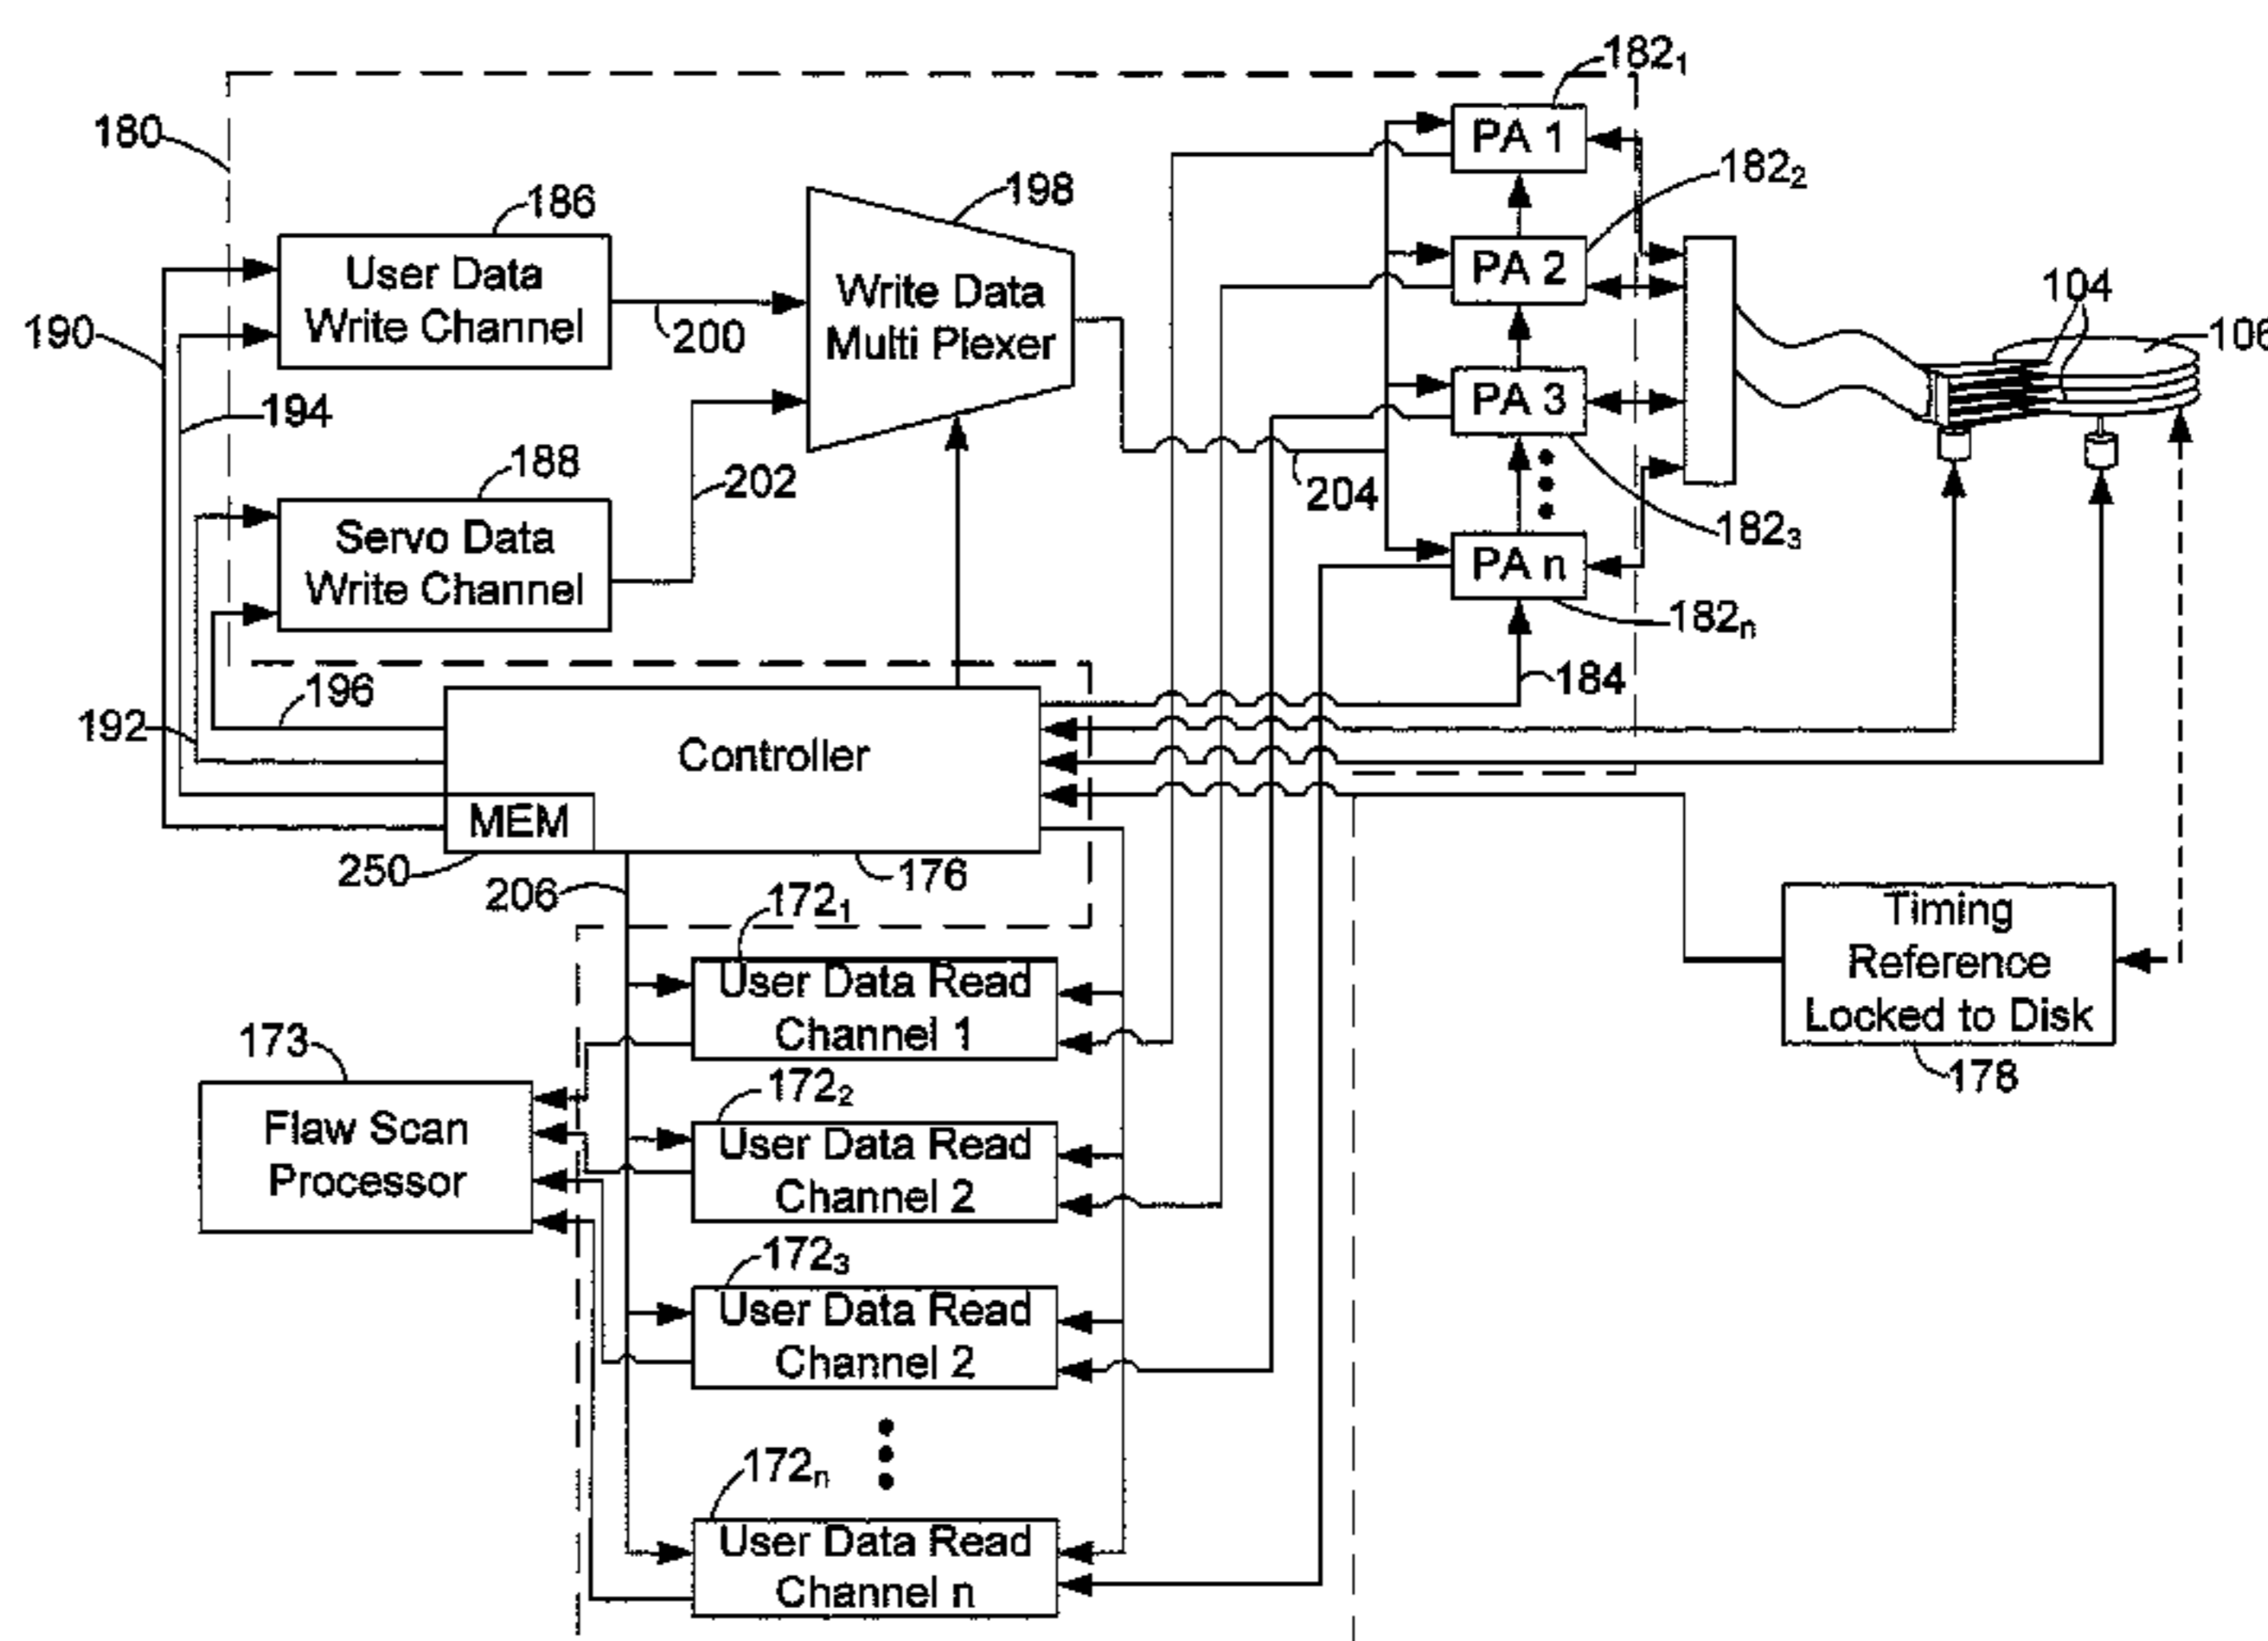 182₁
180
PA 1
182₂
186
198
User Data
Write Channel
PA 2
104
Write Data
Multi Plexer
190
200
106
194
PA 3
188
202
204
182₃
Servo Data
Write Channel
PA n
182ₙ
196
184
192
Controller
MEM
250
176
206
172₁
Timing
Reference
Locked to Disk
User Data Read
Channel 1
173
178
172₂
Flaw Scan
Processor
User Data Read
Channel 2
172₃
User Data Read
Channel 2
172ₙ
User Data Read
Channel n